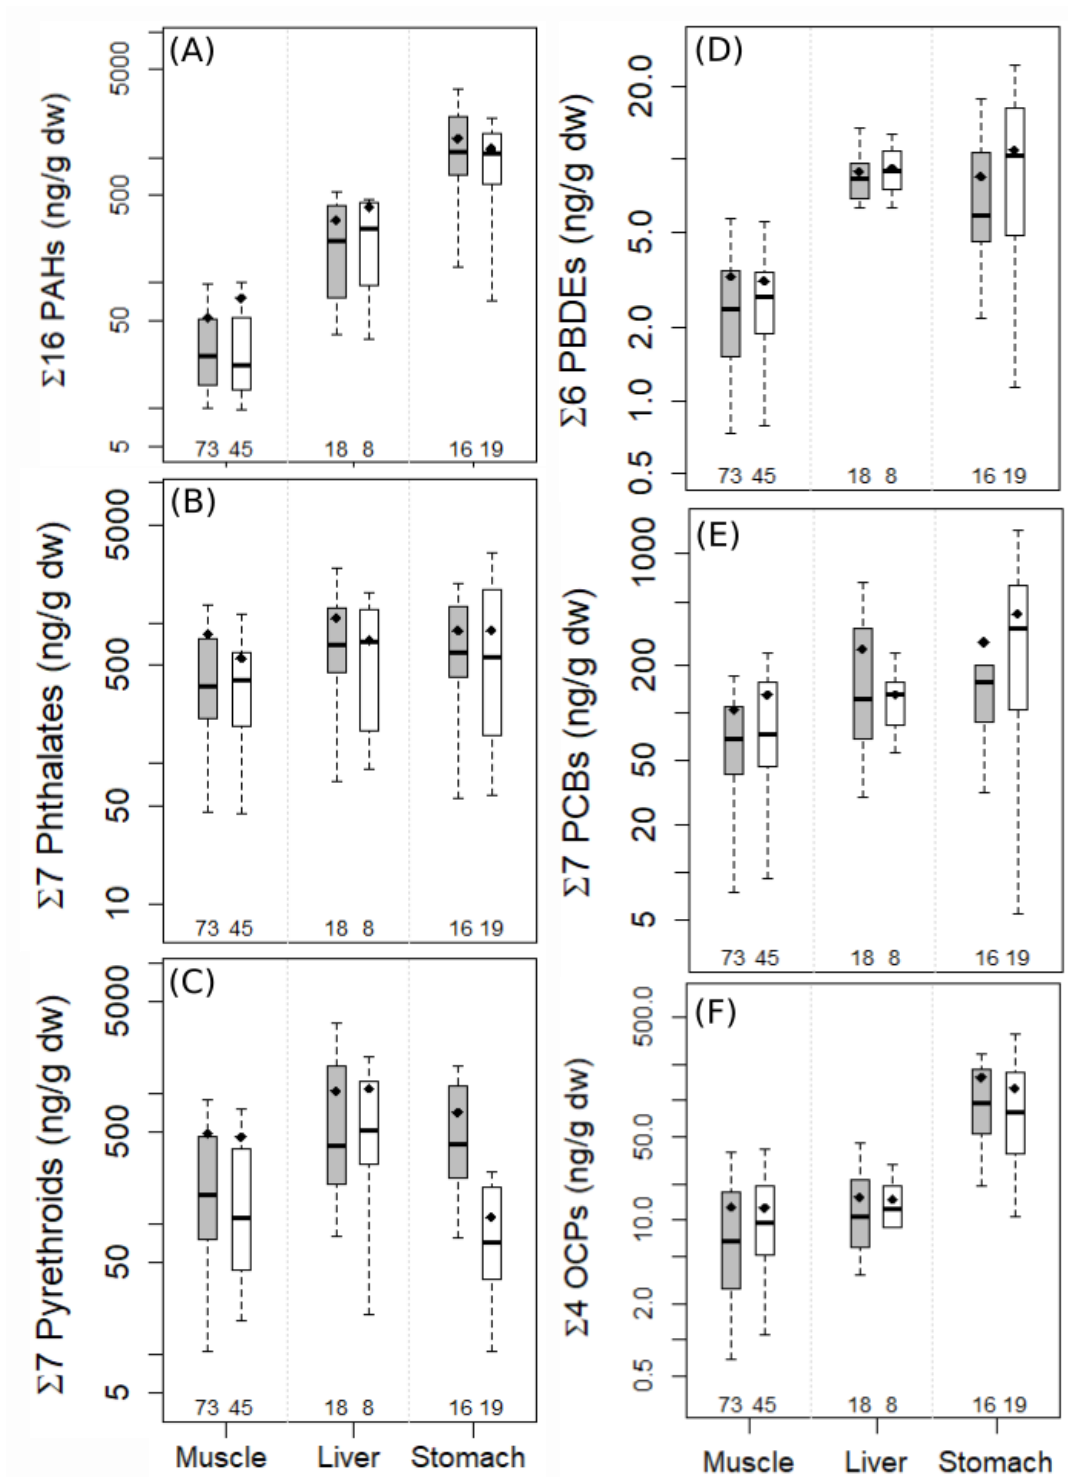 (A)
Σ16 PAHs (ng/g dw)
5000
500
50
5
73 45 18 8 16 19
(B)
Σ7 Phthalates (ng/g dw)
5000
500
50
10
73 45 18 8 16 19
(C)
Σ7 Pyrethroids (ng/g dw)
5000
500
50
5
73 45 18 8 16 19
Muscle Liver Stomach
(D)
Σ6 PBDEs (ng/g dw)
20.0
5.0
2.0
1.0
0.5
73 45 18 8 16 19
(E)
Σ7 PCBs (ng/g dw)
1000
200
50
20
5
73 45 18 8 16 19
(F)
Σ4 OCPs (ng/g dw)
500.0
50.0
10.0
2.0
0.5
73 45 18 8 16 19
Muscle Liver Stomach